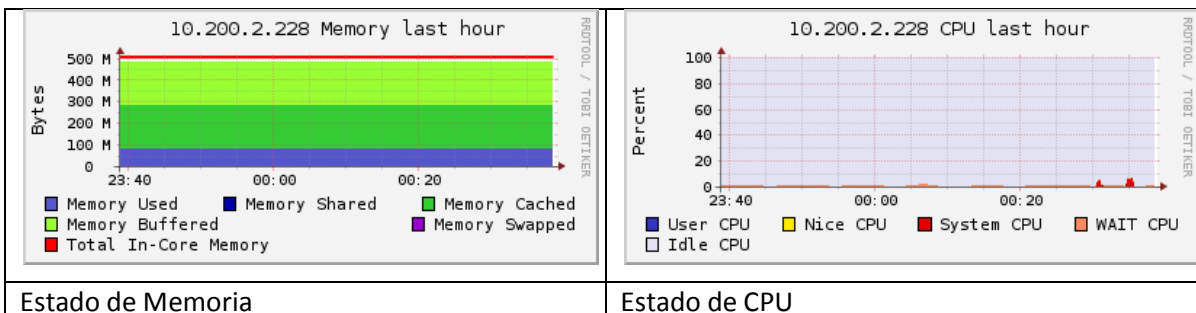 10.200.2.228 Memory last hour
RRDTOOL / TOBI OETIKER
Bytes
500 M
400 M
300 M
200 M
100 M
0
23:40 00:00 00:20
Memory Used Memory Shared Memory Cached
Memory Buffered Memory Swapped
Total In-Core Memory
Estado de Memoria
10.200.2.228 CPU last hour
RRDTOOL / TOBI OETIKER
Percent
100
80
60
40
20
0
23:40 00:00 00:20
User CPU Nice CPU System CPU WAIT CPU
Idle CPU
Estado de CPU